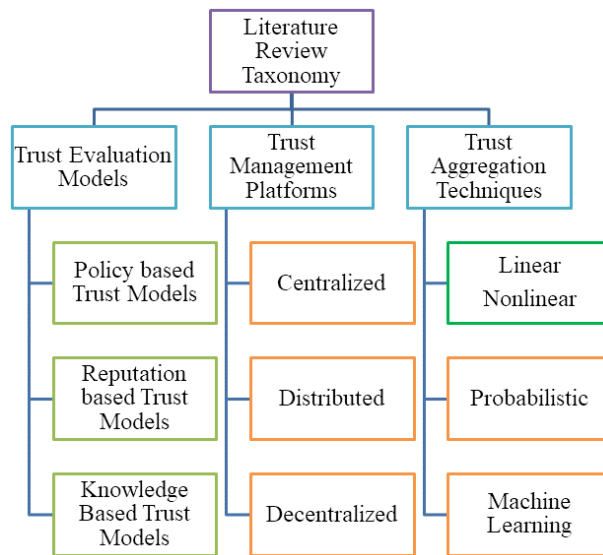 Literature
Review
Taxonomy
Trust Evaluation
Models
Trust
Management
Platforms
Trust
Aggregation
Techniques
Policy based
Trust Models
Centralized
Linear
Nonlinear
Reputation
based Trust
Models
Distributed
Probabilistic
Knowledge
Based Trust
Models
Decentralized
Machine
Learning